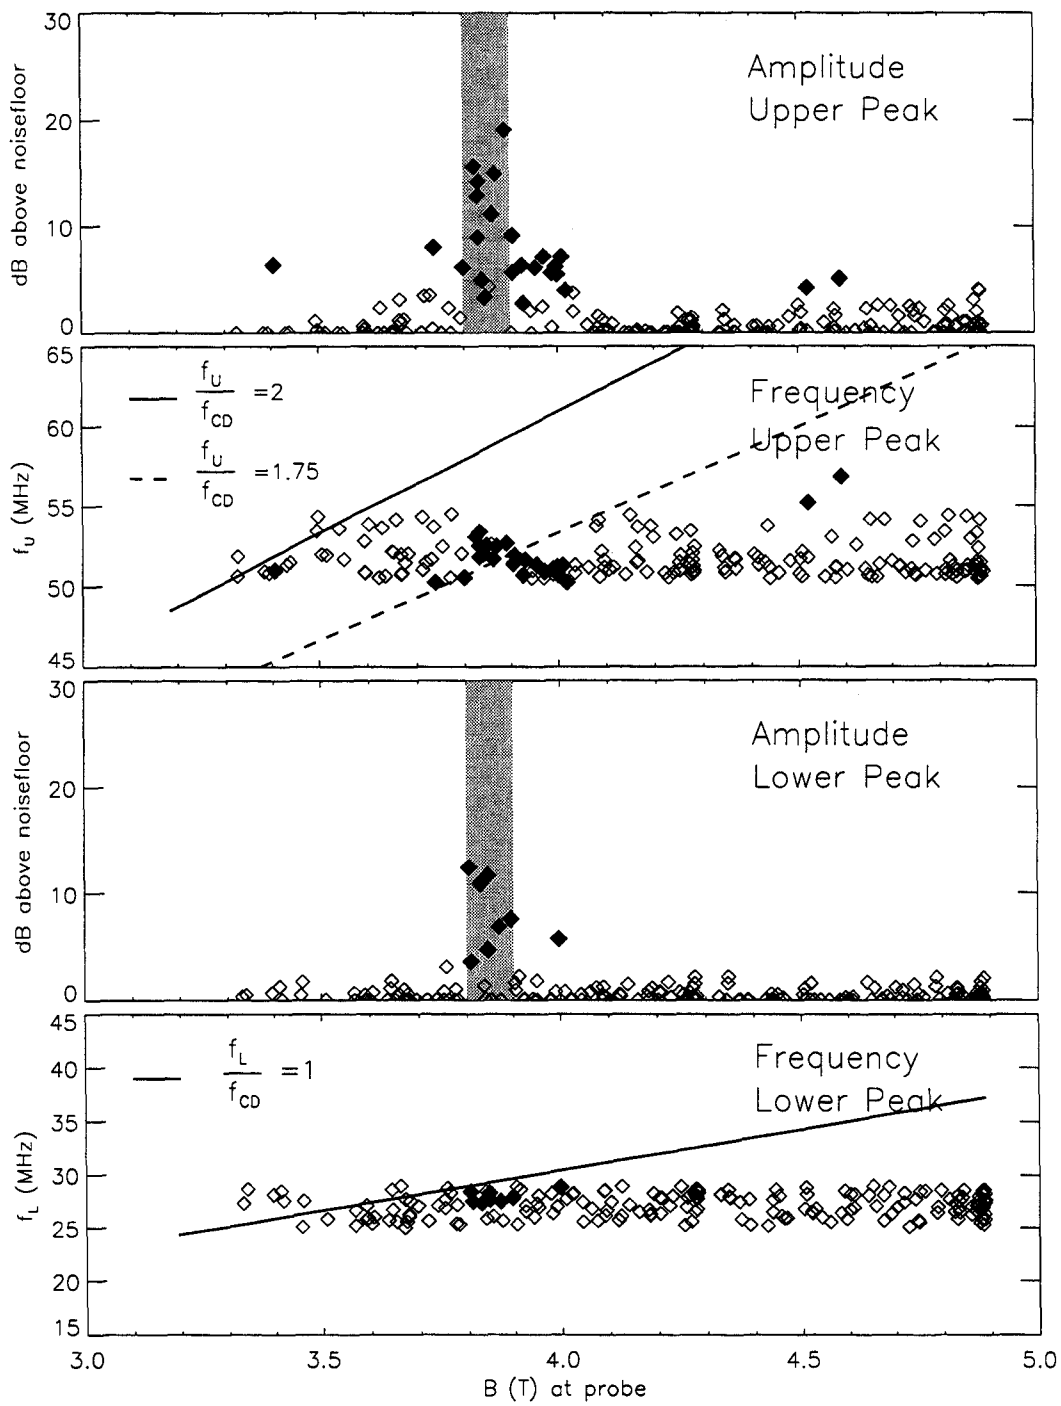 30
20
10
0
dB above noisefloor
Amplitude
Upper Peak
65
60
55
50
45
f_U (MHz)
f_U
f_CD
=2
f_U
f_CD
=1.75
Frequency
Upper Peak
30
20
10
0
dB above noisefloor
Amplitude
Lower Peak
45
40
35
30
25
20
15
f_L (MHz)
f_L
f_CD
=1
Frequency
Lower Peak
3.0 3.5 4.0 4.5 5.0
B (T) at probe